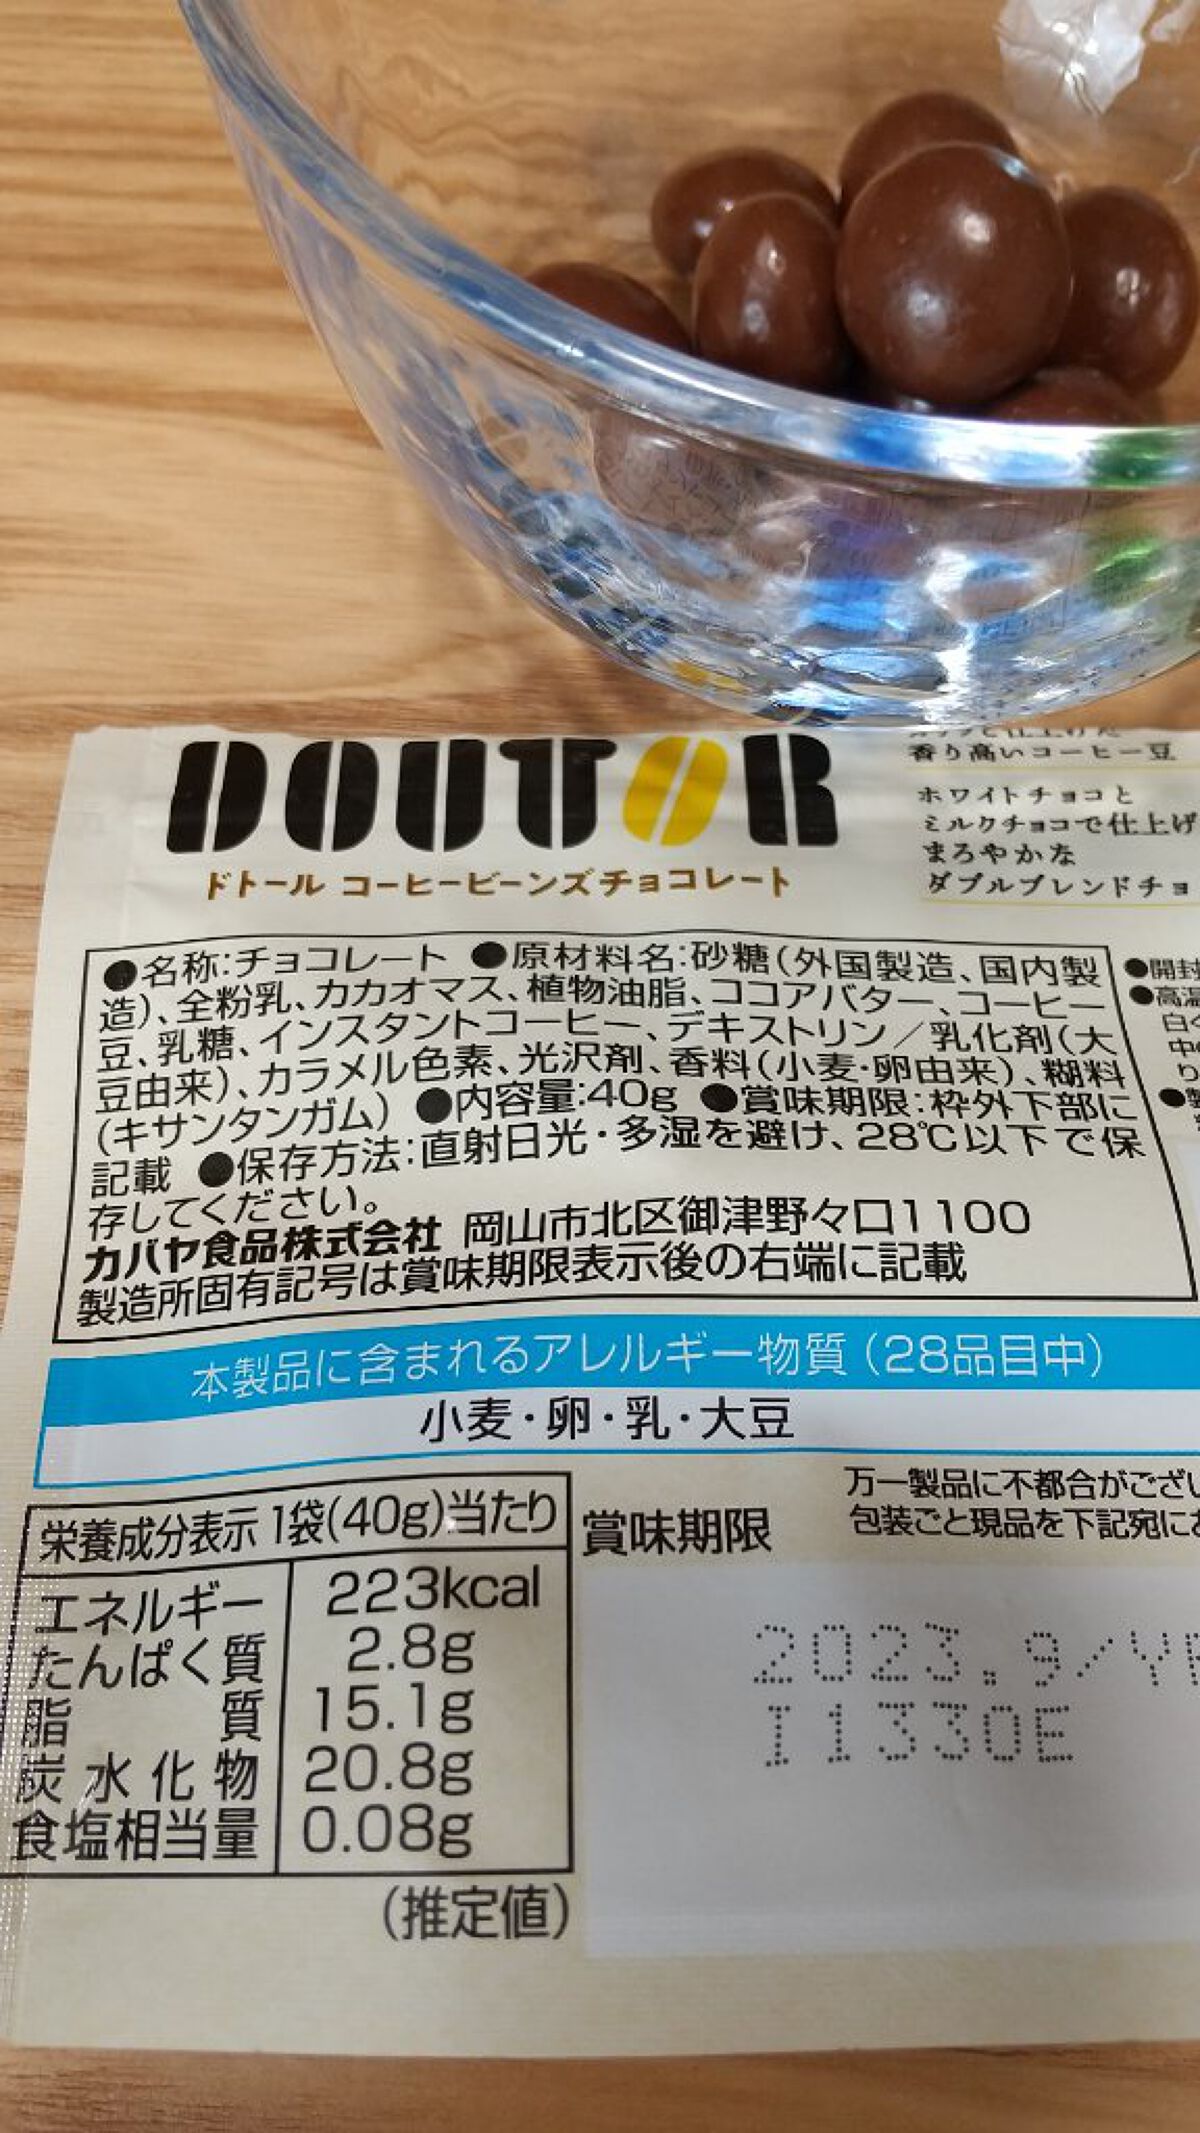 DOUTOR
ドトール コーヒービーンズチョコレート
香り高いコーヒー豆
ホワイトチョコと
ミルクチョコで仕上げ
まろやかな
ダブルブレンドチョ
●名称:チョコレート ●原材料名:砂糖(外国製造、国内製
造)、全粉乳、カカオマス、植物油脂、ココアバター、コーヒー
豆、乳糖、インスタントコーヒー、デキストリン/乳化剤(大
豆由来)、カラメル色素、光沢剤、香料(小麦・卵由来)、糊料
(キサンタンガム) ●内容量:40g ●賞味期限:枠外下部に
記載 ●保存方法:直射日光・多湿を避け、28℃以下で保
存してください。
カバヤ食品株式会社 岡山市北区御津野々口1100
製造所固有記号は賞味期限表示後の右端に記載
●開封
●高温
白く
中の
り
本製品に含まれるアレルギー物質(28品目中)
小麦・卵・乳・大豆
万一製品に不都合がござい
包装ごと現品を下記宛にお
栄養成分表示 1袋(40g)当たり
エネルギー 223kcal
たんぱく質 2.8g
脂質 15.1g
炭水化物 20.8g
食塩相当量 0.08g
(推定値)
賞味期限
2023.9/Y
I1330E